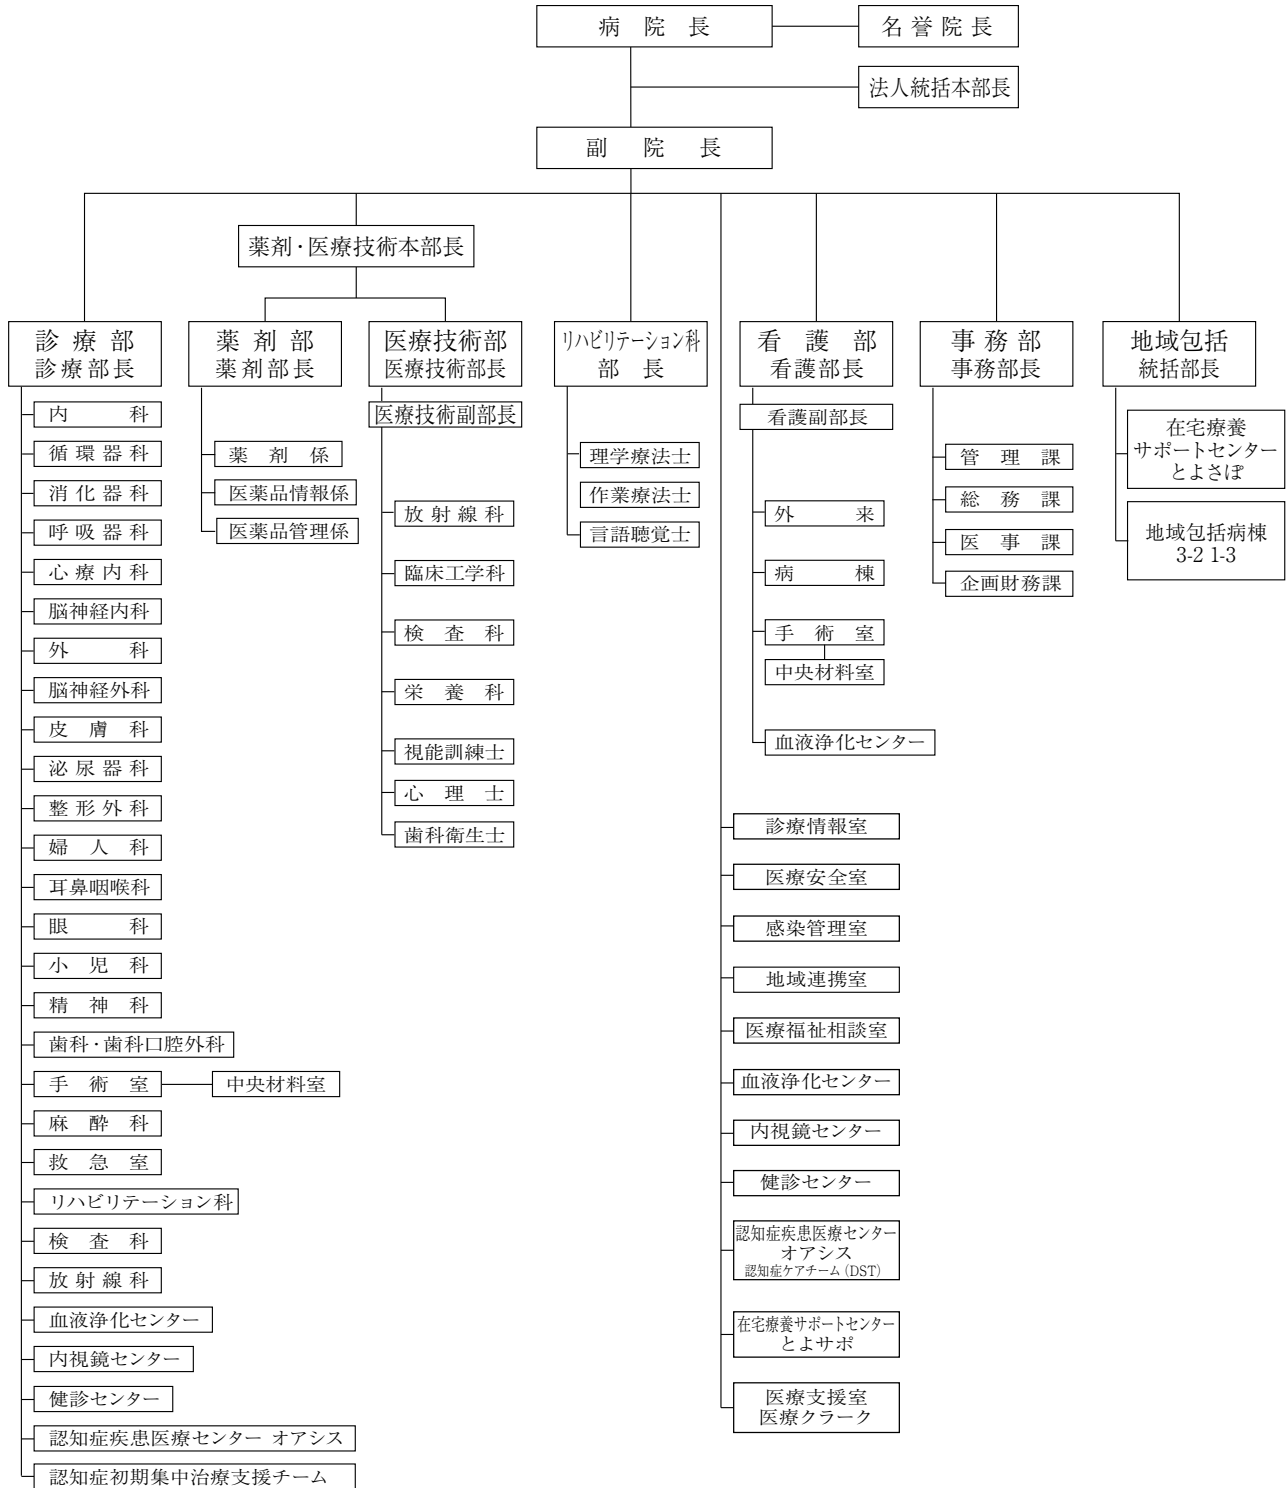 病院長
名誉院長
法人統括本部長
副院長
薬剤・医療技術本部長
診療部
診療部長
内科
循環器科
消化器科
呼吸器科
心療内科
脳神経内科
外科
脳神経外科
皮膚科
泌尿器科
整形外科
婦人科
耳鼻咽喉科
眼科
小児科
精神科
歯科・歯科口腔外科
手術室
中央材料室
麻酔科
救急室
リハビリテーション科
検査科
放射線科
血液浄化センター
内視鏡センター
健診センター
認知症疾患医療センター オアシス
認知症初期集中治療支援チーム
薬剤部
薬剤部長
薬剤係
医薬品情報係
医薬品管理係
医療技術部
医療技術部長
医療技術副部長
放射線科
臨床工学科
検査科
栄養科
視能訓練士
心理士
歯科衛生士
リハビリテーション科
部長
理学療法士
作業療法士
言語聴覚士
看護部
看護部長
看護副部長
外来
病棟
手術室
中央材料室
血液浄化センター
診療情報室
医療安全室
感染管理室
地域連携室
医療福祉相談室
血液浄化センター
内視鏡センター
健診センター
認知症疾患医療センター
オアシス
認知症ケアチーム(DST)
在宅療養サポートセンター
とよサポ
医療支援室
医療クラーク
事務部
事務部長
管理課
総務課
医事課
企画財務課
地域包括
統括部長
在宅療養
サポートセンター
とよさぽ
地域包括病棟
3-2 1-3